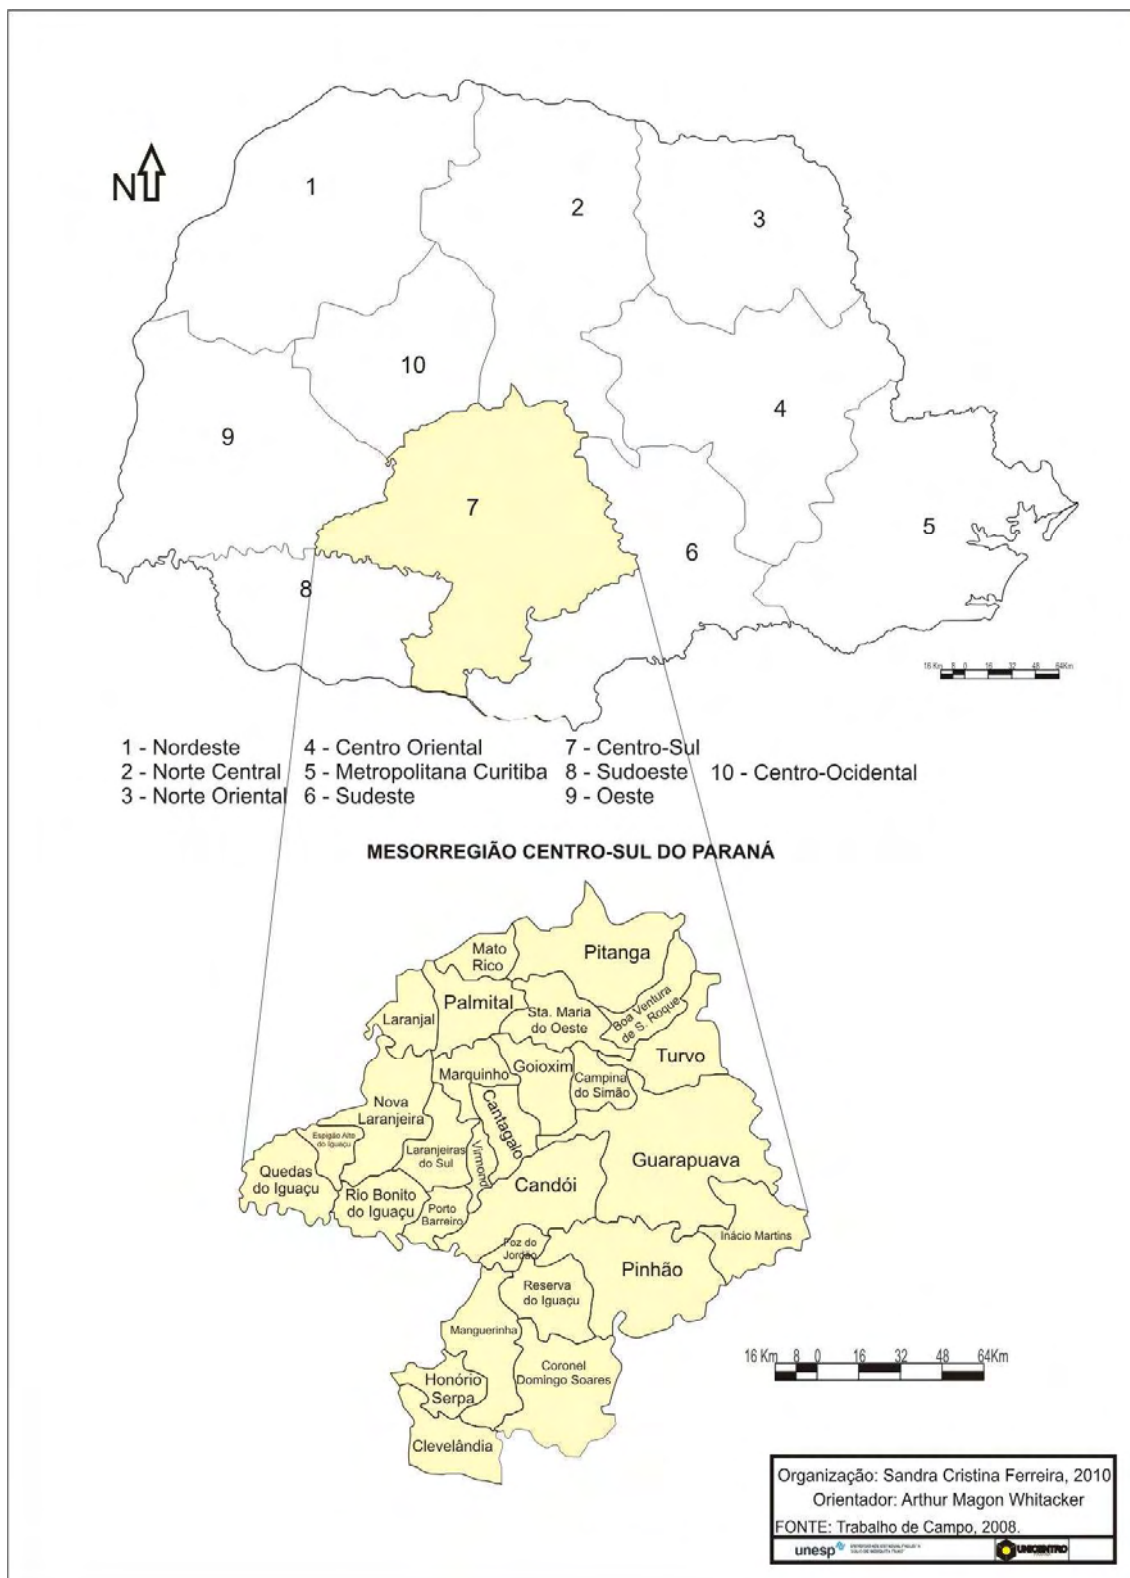 N
1
2
3
10
4
9
7
5
6
8
16 Km 8 0 16 32 48 64Km
1 - Nordeste 4 - Centro Oriental 7 - Centro-Sul
2 - Norte Central 5 - Metropolitana Curitiba 8 - Sudoeste 10 - Centro-Ocidental
3 - Norte Oriental 6 - Sudeste 9 - Oeste
MESORREGIÃO CENTRO-SUL DO PARANÁ
Mato
Rico
Pitanga
Palmital
Laranjal
Sta. Maria
do Oeste
Boa Ventura
de S. Roque
Turvo
Marquinho
Goioxim
Campina
do Simão
Nova
Laranjeira
Cantagalo
Espigão Alto
do Iguaçu
Laranjeiras
do Sul
Virmond
Guarapuava
Quedas
do Iguaçu
Rio Bonito
do Iguaçu
Candói
Porto
Barreiro
Inácio Martins
Foz do
Jordão
Pinhão
Reserva
do Iguaçu
Manguerinha
Coronel
Domingo Soares
Honório
Serpa
Clevelândia
16 Km 8 0 16 32 48 64Km
Organização: Sandra Cristina Ferreira, 2010
Orientador: Arthur Magon Whitacker
FONTE: Trabalho de Campo, 2008.
unesp
UNICENTRO